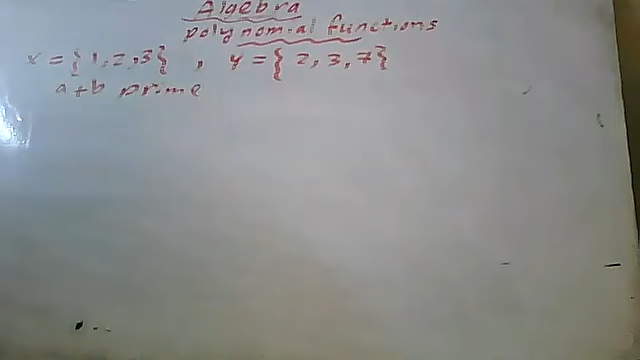 Algebra
polynomial functions
x = {1,2,3} , y = {2,3,7}
a+b prime